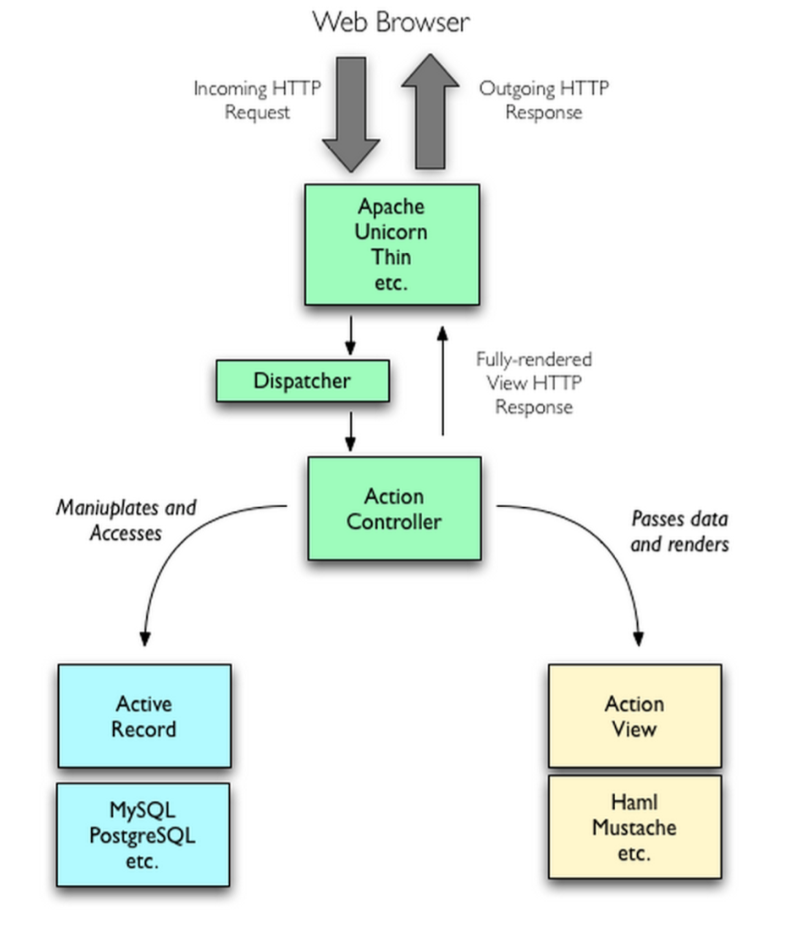 Web Browser
Incoming HTTP
Request
Outgoing HTTP
Response
Apache
Unicorn
Thin
etc.
Dispatcher
Fully-rendered
View HTTP
Response
Action
Controller
Maniuplates and
Accesses
Passes data
and renders
Active
Record
MySQL
PostgreSQL
etc.
Action
View
Haml
Mustache
etc.